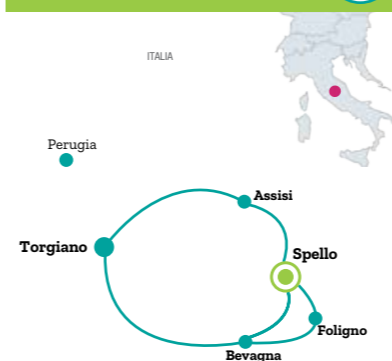 ITALIA
Perugia
Assisi
Torgiano
Spello
Foligno
Bevagna